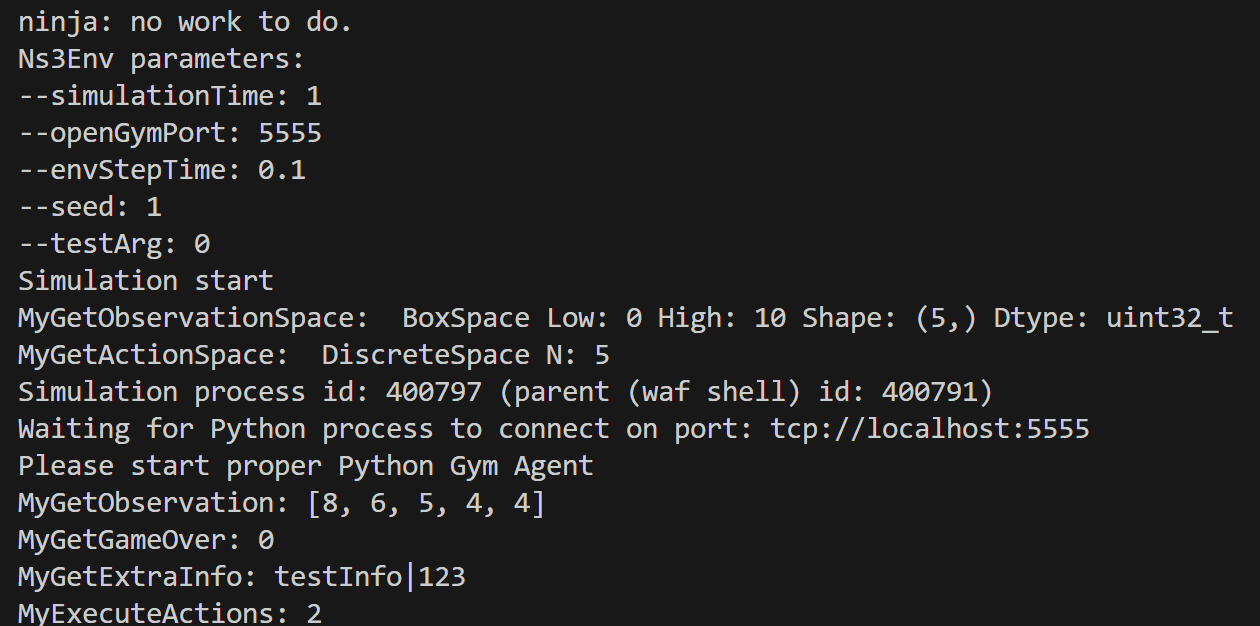 ninja: no work to do.
Ns3Env parameters:
--simulationTime: 1
--openGymPort: 5555
--envStepTime: 0.1
--seed: 1
--testArg: 0
Simulation start
MyGetObservationSpace:  BoxSpace Low: 0 High: 10 Shape: (5,) Dtype: uint32_t
MyGetActionSpace:  DiscreteSpace N: 5
Simulation process id: 400797 (parent (waf shell) id: 400791)
Waiting for Python process to connect on port: tcp://localhost:5555
Please start proper Python Gym Agent
MyGetObservation: [8, 6, 5, 4, 4]
MyGetGameOver: 0
MyGetExtraInfo: testInfo|123
MyExecuteActions: 2